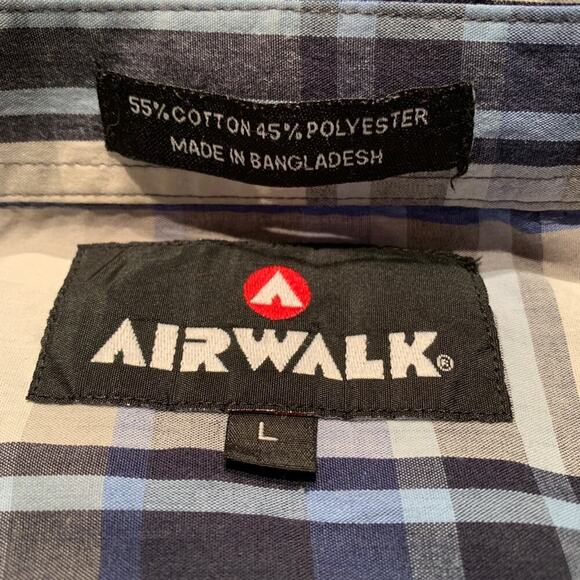 55% COTTON 45% POLYESTER
MADE IN BANGLADESH
AIRWALK®
L